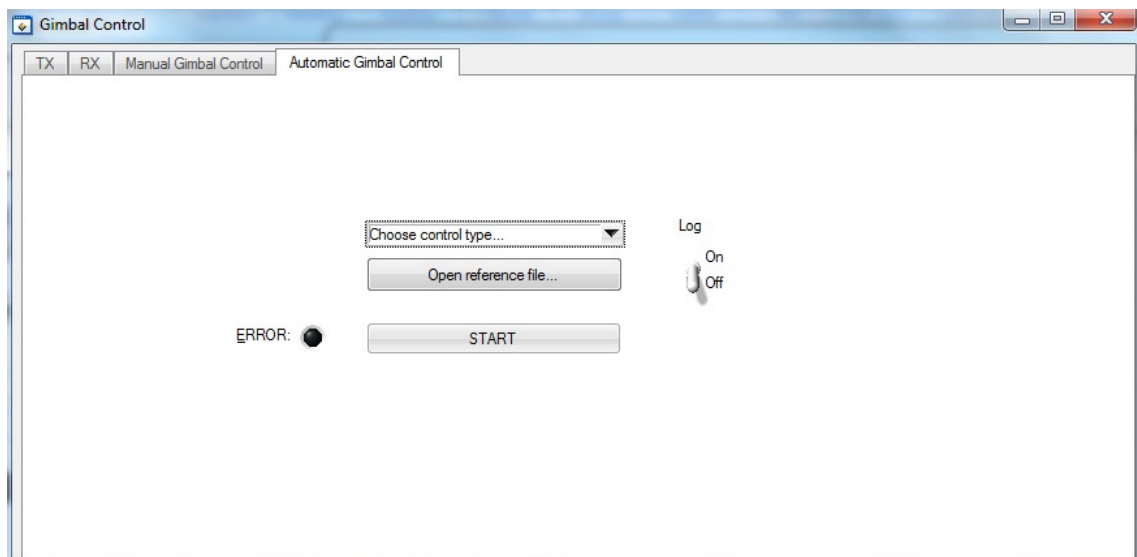 Gimbal Control
TX RX Manual Gimbal Control Automatic Gimbal Control
Choose control type...
Log
On
Open reference file...
Off
ERROR:
START